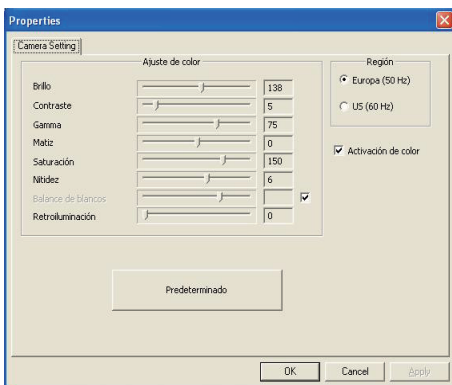 Properties
Camera Setting
Ajuste de color
Brillo 138
Contraste 5
Gamma 75
Matiz 0
Saturación 150
Nitidez 6
Balance de blancos
Retroiluminación 0
Región
Europa (50 Hz)
US (60 Hz)
Activación de color
Predeterminado
OK Cancel Apply